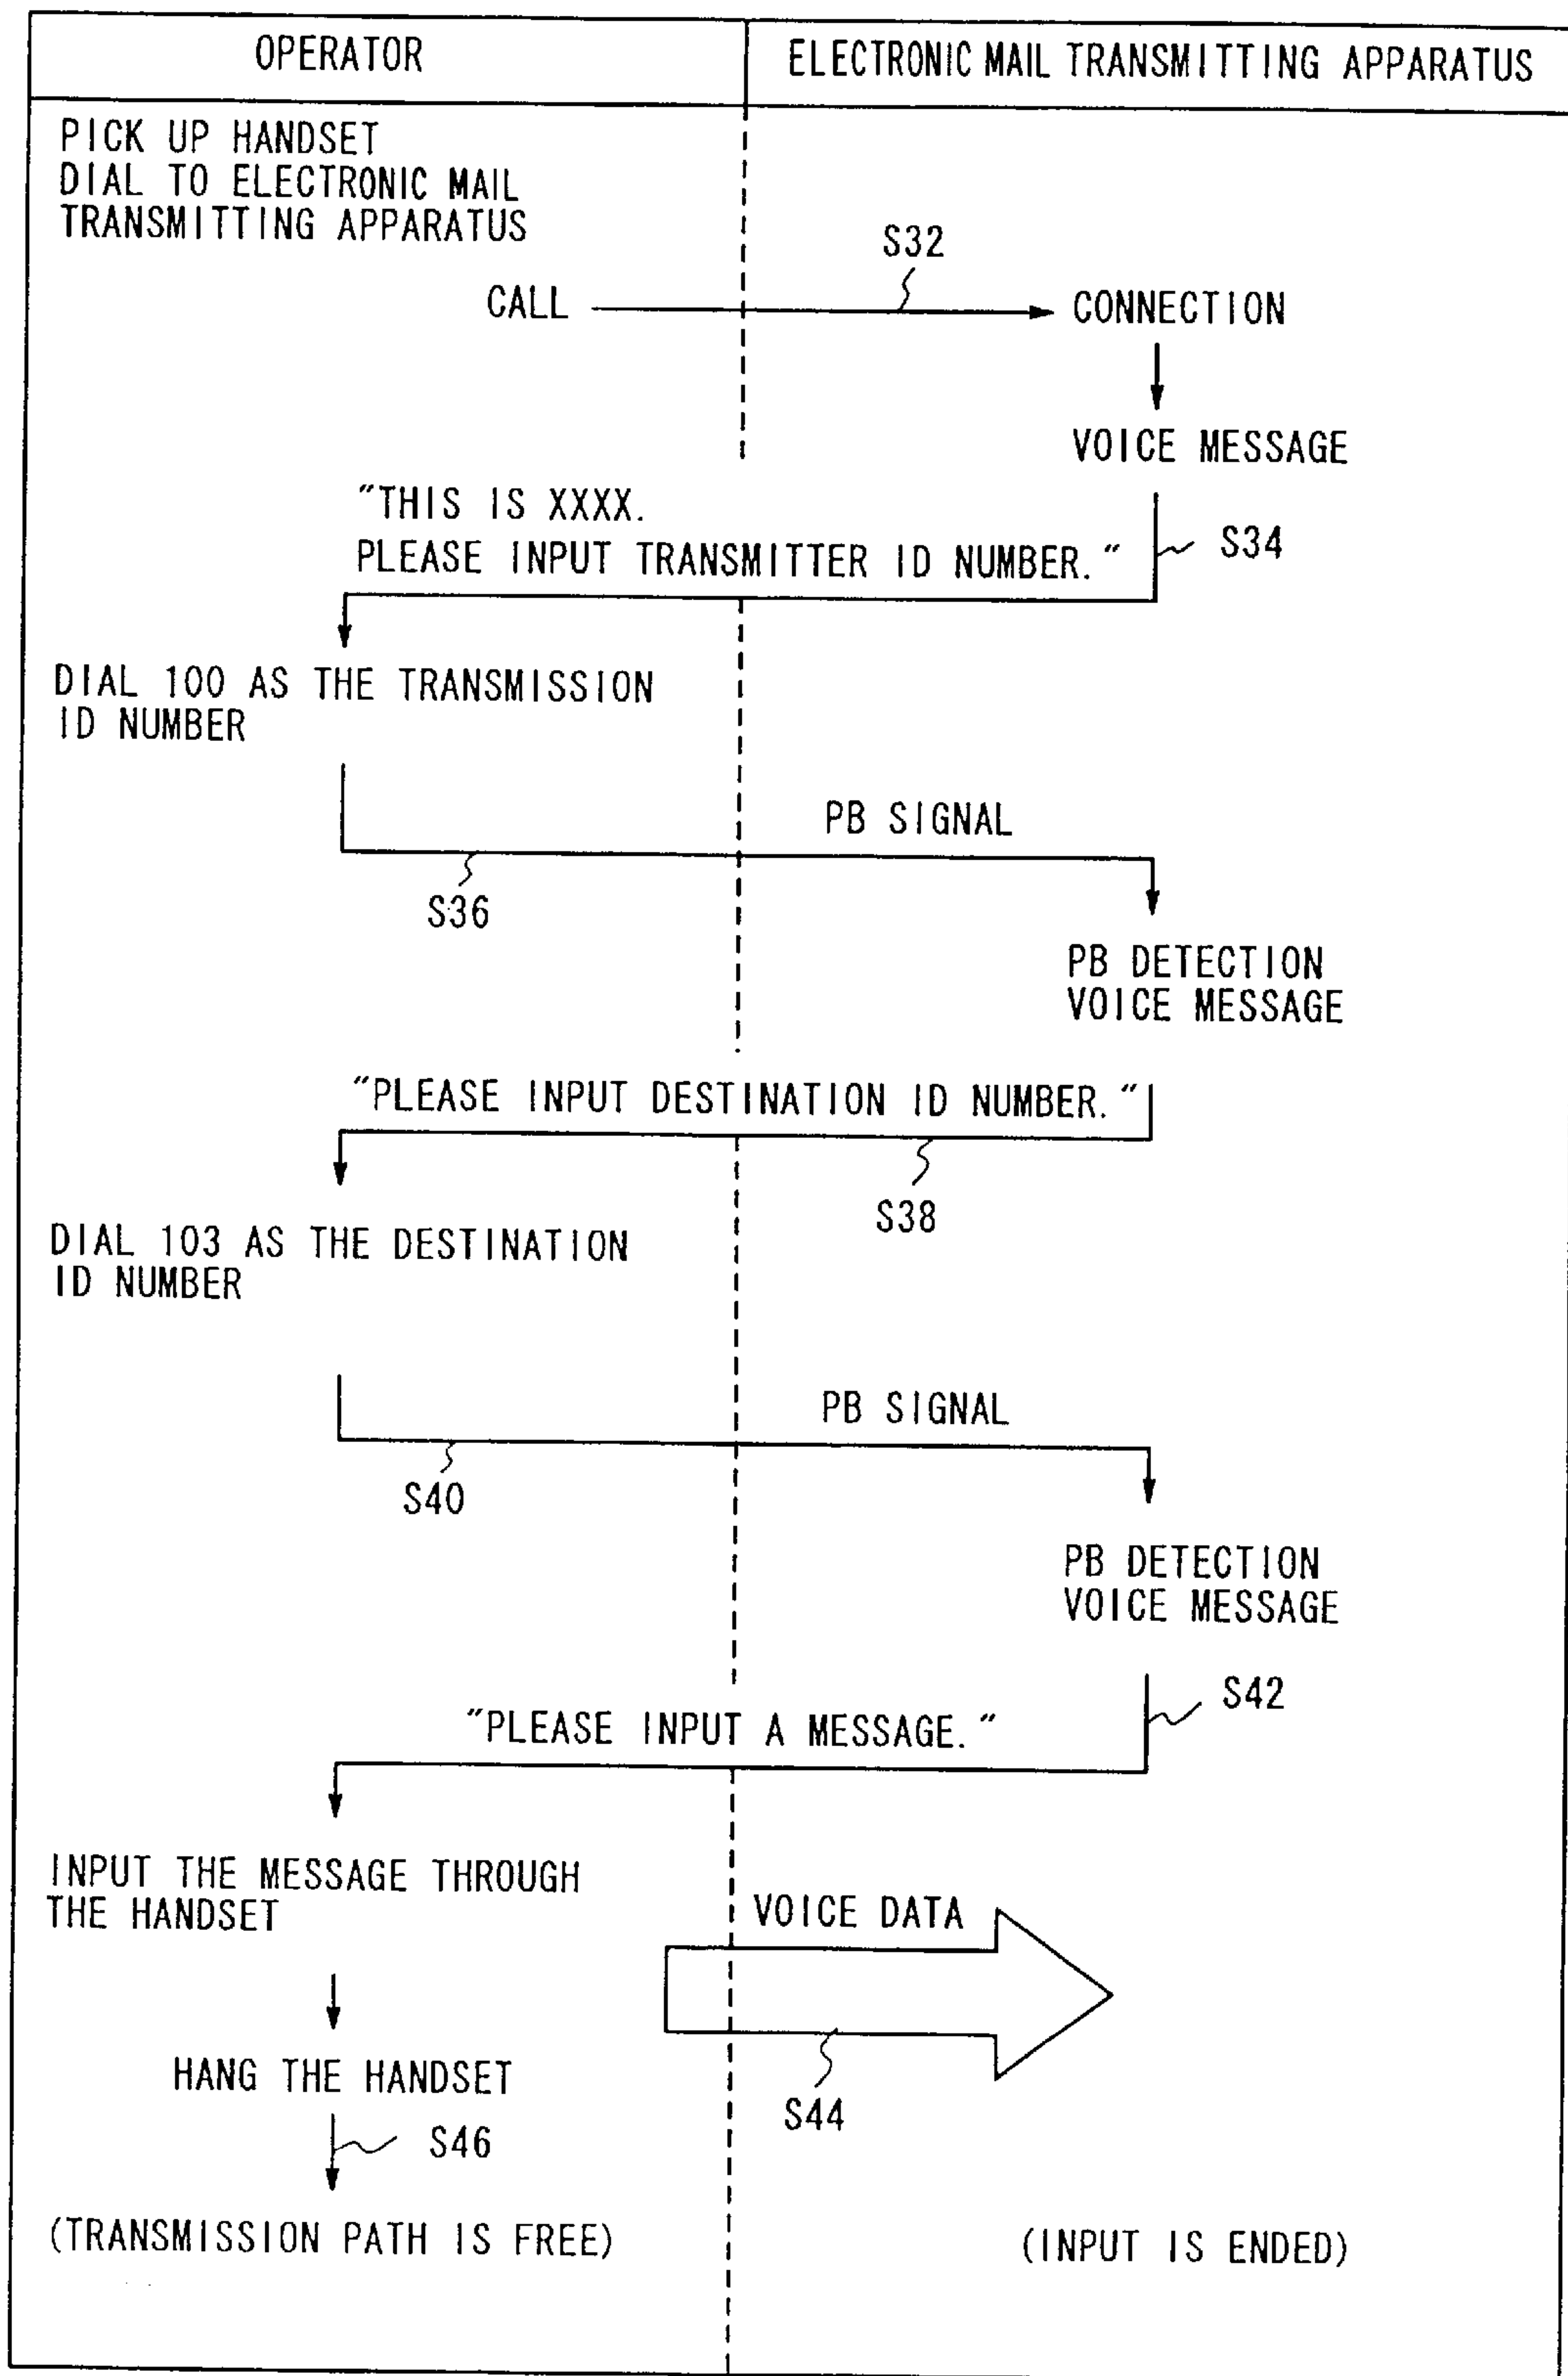 OPERATOR
ELECTRONIC MAIL TRANSMITTING APPARATUS
PICK UP HANDSET
DIAL TO ELECTRONIC MAIL
TRANSMITTING APPARATUS
S32
CALL
CONNECTION
VOICE MESSAGE
"THIS IS XXXX.
PLEASE INPUT TRANSMITTER ID NUMBER."
S34
DIAL 100 AS THE TRANSMISSION
ID NUMBER
PB SIGNAL
S36
PB DETECTION
VOICE MESSAGE
"PLEASE INPUT DESTINATION ID NUMBER."
S38
DIAL 103 AS THE DESTINATION
ID NUMBER
PB SIGNAL
S40
PB DETECTION
VOICE MESSAGE
S42
"PLEASE INPUT A MESSAGE."
INPUT THE MESSAGE THROUGH
THE HANDSET
VOICE DATA
HANG THE HANDSET
S44
S46
(TRANSMISSION PATH IS FREE)
(INPUT IS ENDED)